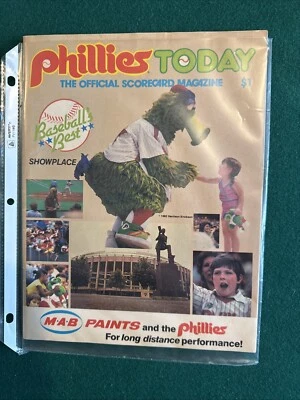 Phillies TODAY
THE OFFICIAL SCORECARD MAGAZINE $1
Baseball's
Best
SHOWPLACE
M·A·B PAINTS and the Phillies
For long distance performance!